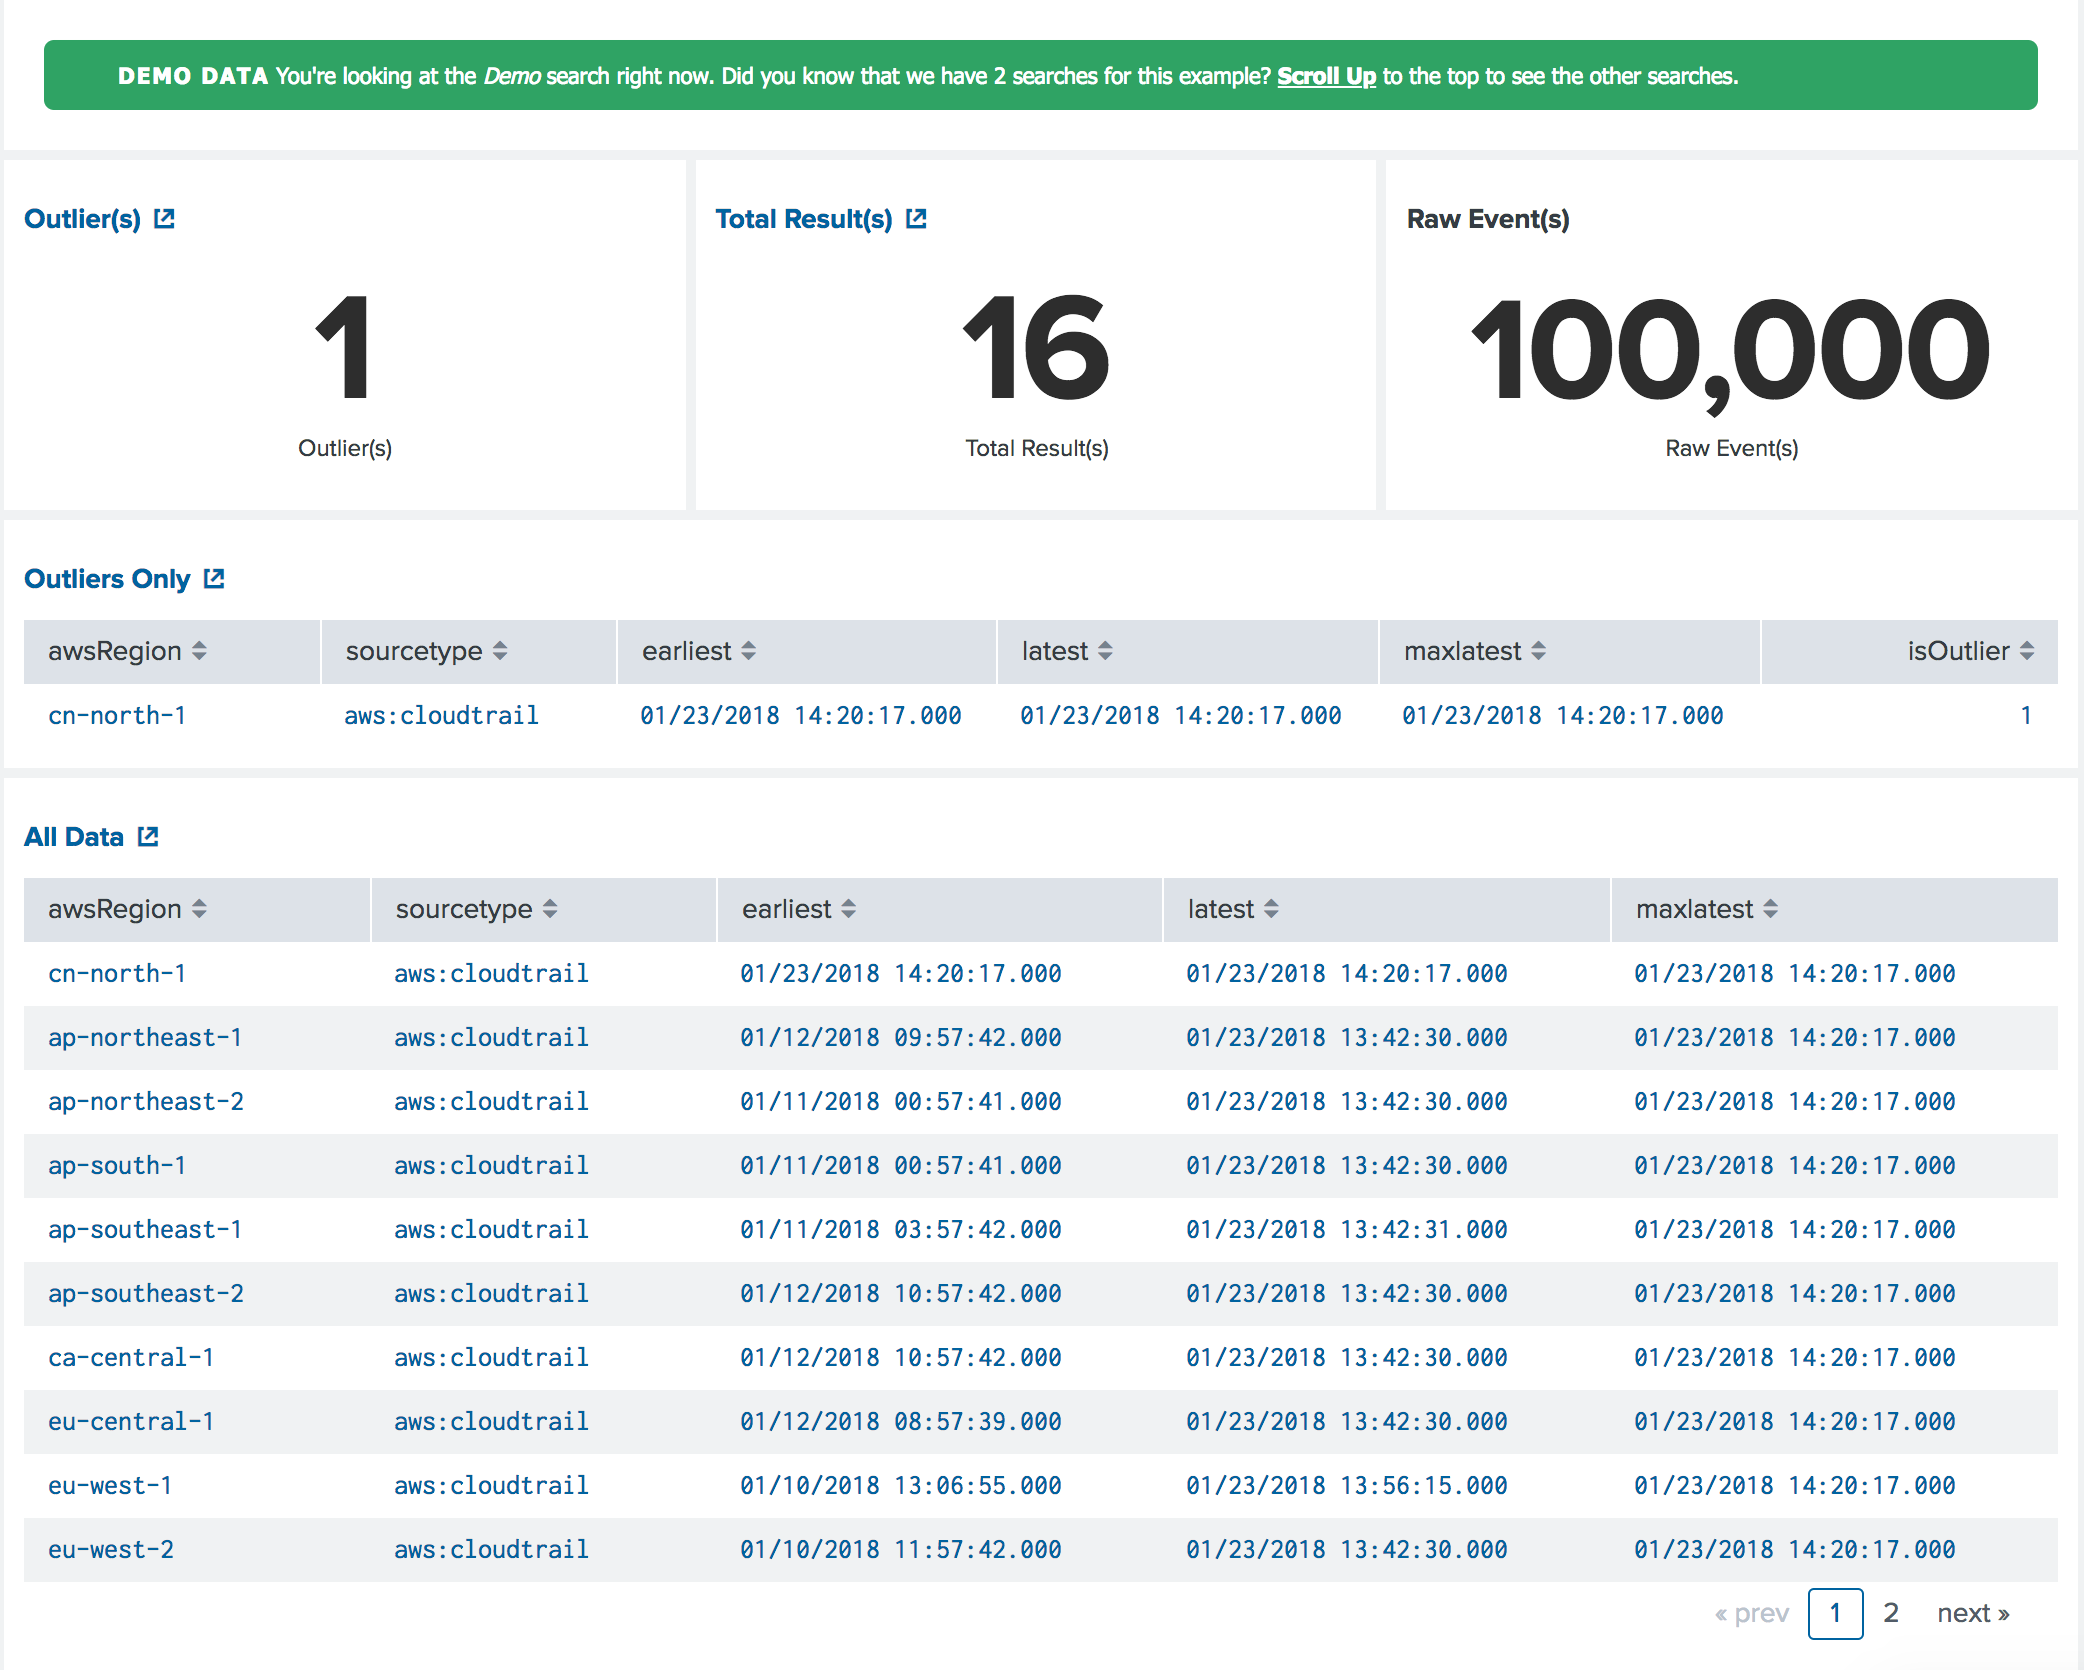 DEMO DATA You're looking at the Demo search right now. Did you know that we have 2 searches for this example? Scroll Up to the top to see the other searches.
Outlier(s)
1
Outlier(s)
Total Result(s)
16
Total Result(s)
Raw Event(s)
100,000
Raw Event(s)
Outliers Only
awsRegion sourcetype earliest latest maxlatest isOutlier
cn-north-1 aws:cloudtrail 01/23/2018 14:20:17.000 01/23/2018 14:20:17.000 01/23/2018 14:20:17.000 1
All Data
awsRegion sourcetype earliest latest maxlatest
cn-north-1 aws:cloudtrail 01/23/2018 14:20:17.000 01/23/2018 14:20:17.000 01/23/2018 14:20:17.000
ap-northeast-1 aws:cloudtrail 01/12/2018 09:57:42.000 01/23/2018 13:42:30.000 01/23/2018 14:20:17.000
ap-northeast-2 aws:cloudtrail 01/11/2018 00:57:41.000 01/23/2018 13:42:30.000 01/23/2018 14:20:17.000
ap-south-1 aws:cloudtrail 01/11/2018 00:57:41.000 01/23/2018 13:42:30.000 01/23/2018 14:20:17.000
ap-southeast-1 aws:cloudtrail 01/11/2018 03:57:42.000 01/23/2018 13:42:31.000 01/23/2018 14:20:17.000
ap-southeast-2 aws:cloudtrail 01/12/2018 10:57:42.000 01/23/2018 13:42:30.000 01/23/2018 14:20:17.000
ca-central-1 aws:cloudtrail 01/12/2018 10:57:42.000 01/23/2018 13:42:30.000 01/23/2018 14:20:17.000
eu-central-1 aws:cloudtrail 01/12/2018 08:57:39.000 01/23/2018 13:42:30.000 01/23/2018 14:20:17.000
eu-west-1 aws:cloudtrail 01/10/2018 13:06:55.000 01/23/2018 13:56:15.000 01/23/2018 14:20:17.000
eu-west-2 aws:cloudtrail 01/10/2018 11:57:42.000 01/23/2018 13:42:30.000 01/23/2018 14:20:17.000
« prev 1 2 next »